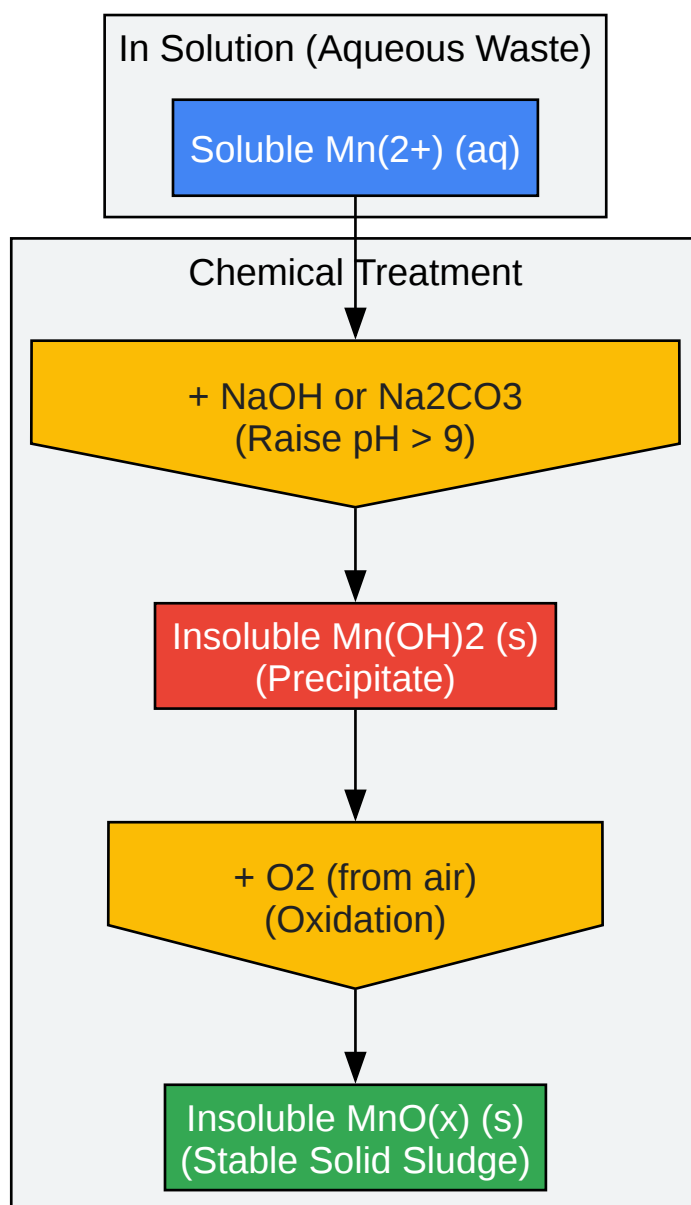 In Solution (Aqueous Waste)
Soluble Mn(2+) (aq)
Chemical Treatment
+ NaOH or Na2CO3
(Raise pH > 9)
Insoluble Mn(OH)2 (s)
(Precipitate)
+ O2 (from air)
(Oxidation)
Insoluble MnO(x) (s)
(Stable Solid Sludge)